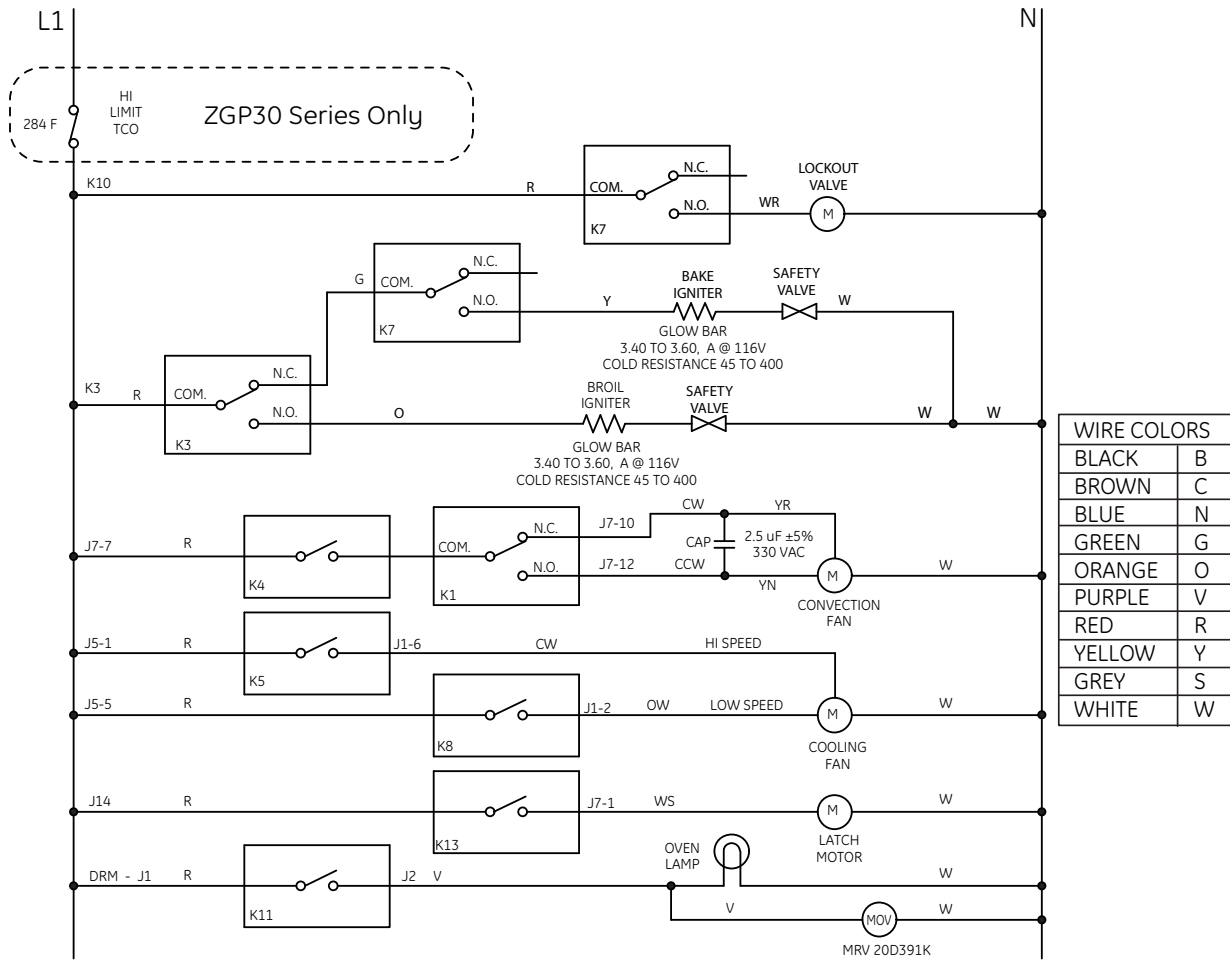 L1
N
284 F
HI
LIMIT
TCO
ZGP30 Series Only
K10
R
COM.
N.C.
N.O.
K7
WR
LOCKOUT
VALVE
M
G
COM.
N.C.
N.O.
K7
Y
BAKE
IGNITER
SAFETY
VALVE
W
GLOW BAR
3.40 TO 3.60, A @ 116V
COLD RESISTANCE 45 TO 400
K3
R
COM.
N.C.
N.O.
K3
O
BROIL
IGNITER
SAFETY
VALVE
W
W
GLOW BAR
3.40 TO 3.60, A @ 116V
COLD RESISTANCE 45 TO 400
J7-7
R
K4
COM.
N.C.
N.O.
K1
J7-10
CW
YR
CAP
2.5 uF ±5%
330 VAC
J7-12
CCW
YN
M
W
CONVECTION
FAN
J5-1
R
K5
J1-6
CW
HI SPEED
J5-5
R
K8
J1-2
OW
LOW SPEED
M
W
COOLING
FAN
J14
R
K13
J7-1
WS
M
W
LATCH
MOTOR
DRM - J1
R
K11
J2
V
OVEN
LAMP
W
V
MOV
W
MRV 20D391K
WIRE COLORS
BLACK B
BROWN C
BLUE N
GREEN G
ORANGE O
PURPLE V
RED R
YELLOW Y
GREY S
WHITE W